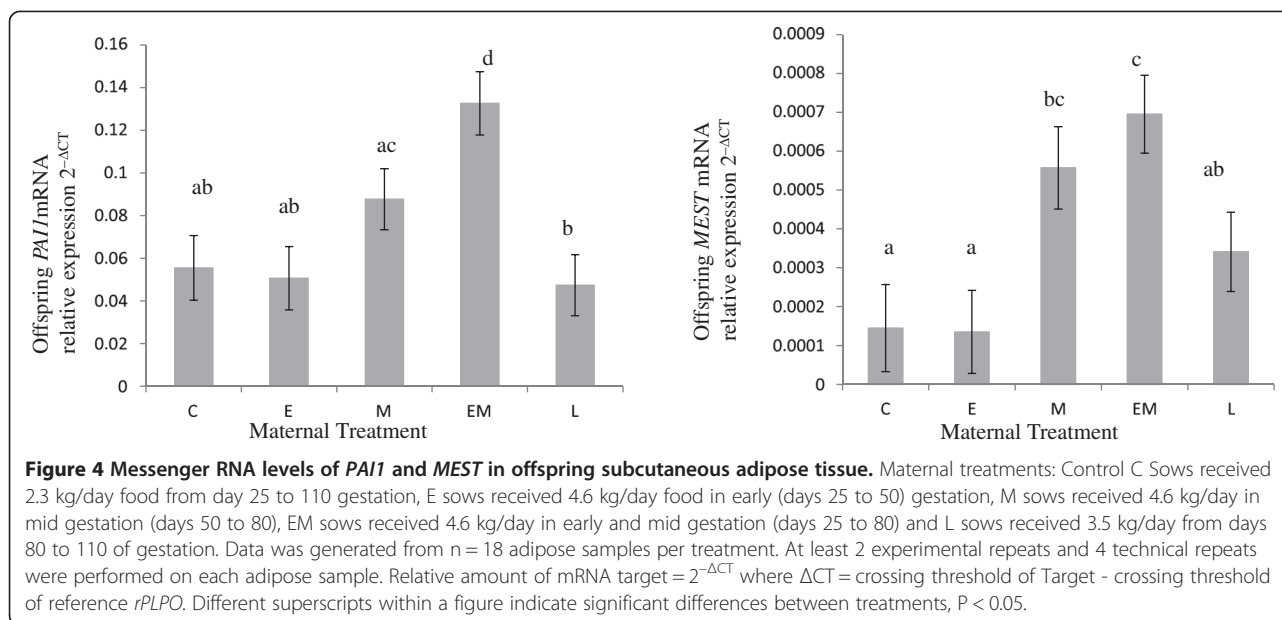 0.16
0.14
0.12
0.1
0.08
0.06
0.04
0.02
0
Offspring PAI1mRNA
relative expression 2−ΔCT
ab
ab
ac
d
b
C
E
M
EM
L
Maternal Treatment
0.0009
0.0008
0.0007
0.0006
0.0005
0.0004
0.0003
0.0002
0.0001
0
Offspring MEST mRNA
relative expression 2−ΔCT
a
a
bc
c
ab
C
E
M
EM
L
Maternal Treatment
Figure 4 Messenger RNA levels of PAI1 and MEST in offspring subcutaneous adipose tissue. Maternal treatments: Control C Sows received
2.3 kg/day food from day 25 to 110 gestation, E sows received 4.6 kg/day food in early (days 25 to 50) gestation, M sows received 4.6 kg/day in
mid gestation (days 50 to 80), EM sows received 4.6 kg/day in early and mid gestation (days 25 to 80) and L sows received 3.5 kg/day from days
80 to 110 of gestation. Data was generated from n = 18 adipose samples per treatment. At least 2 experimental repeats and 4 technical repeats
were performed on each adipose sample. Relative amount of mRNA target = 2−ΔCT where ΔCT = crossing threshold of Target - crossing threshold
of reference rPLPO. Different superscripts within a figure indicate significant differences between treatments, P < 0.05.